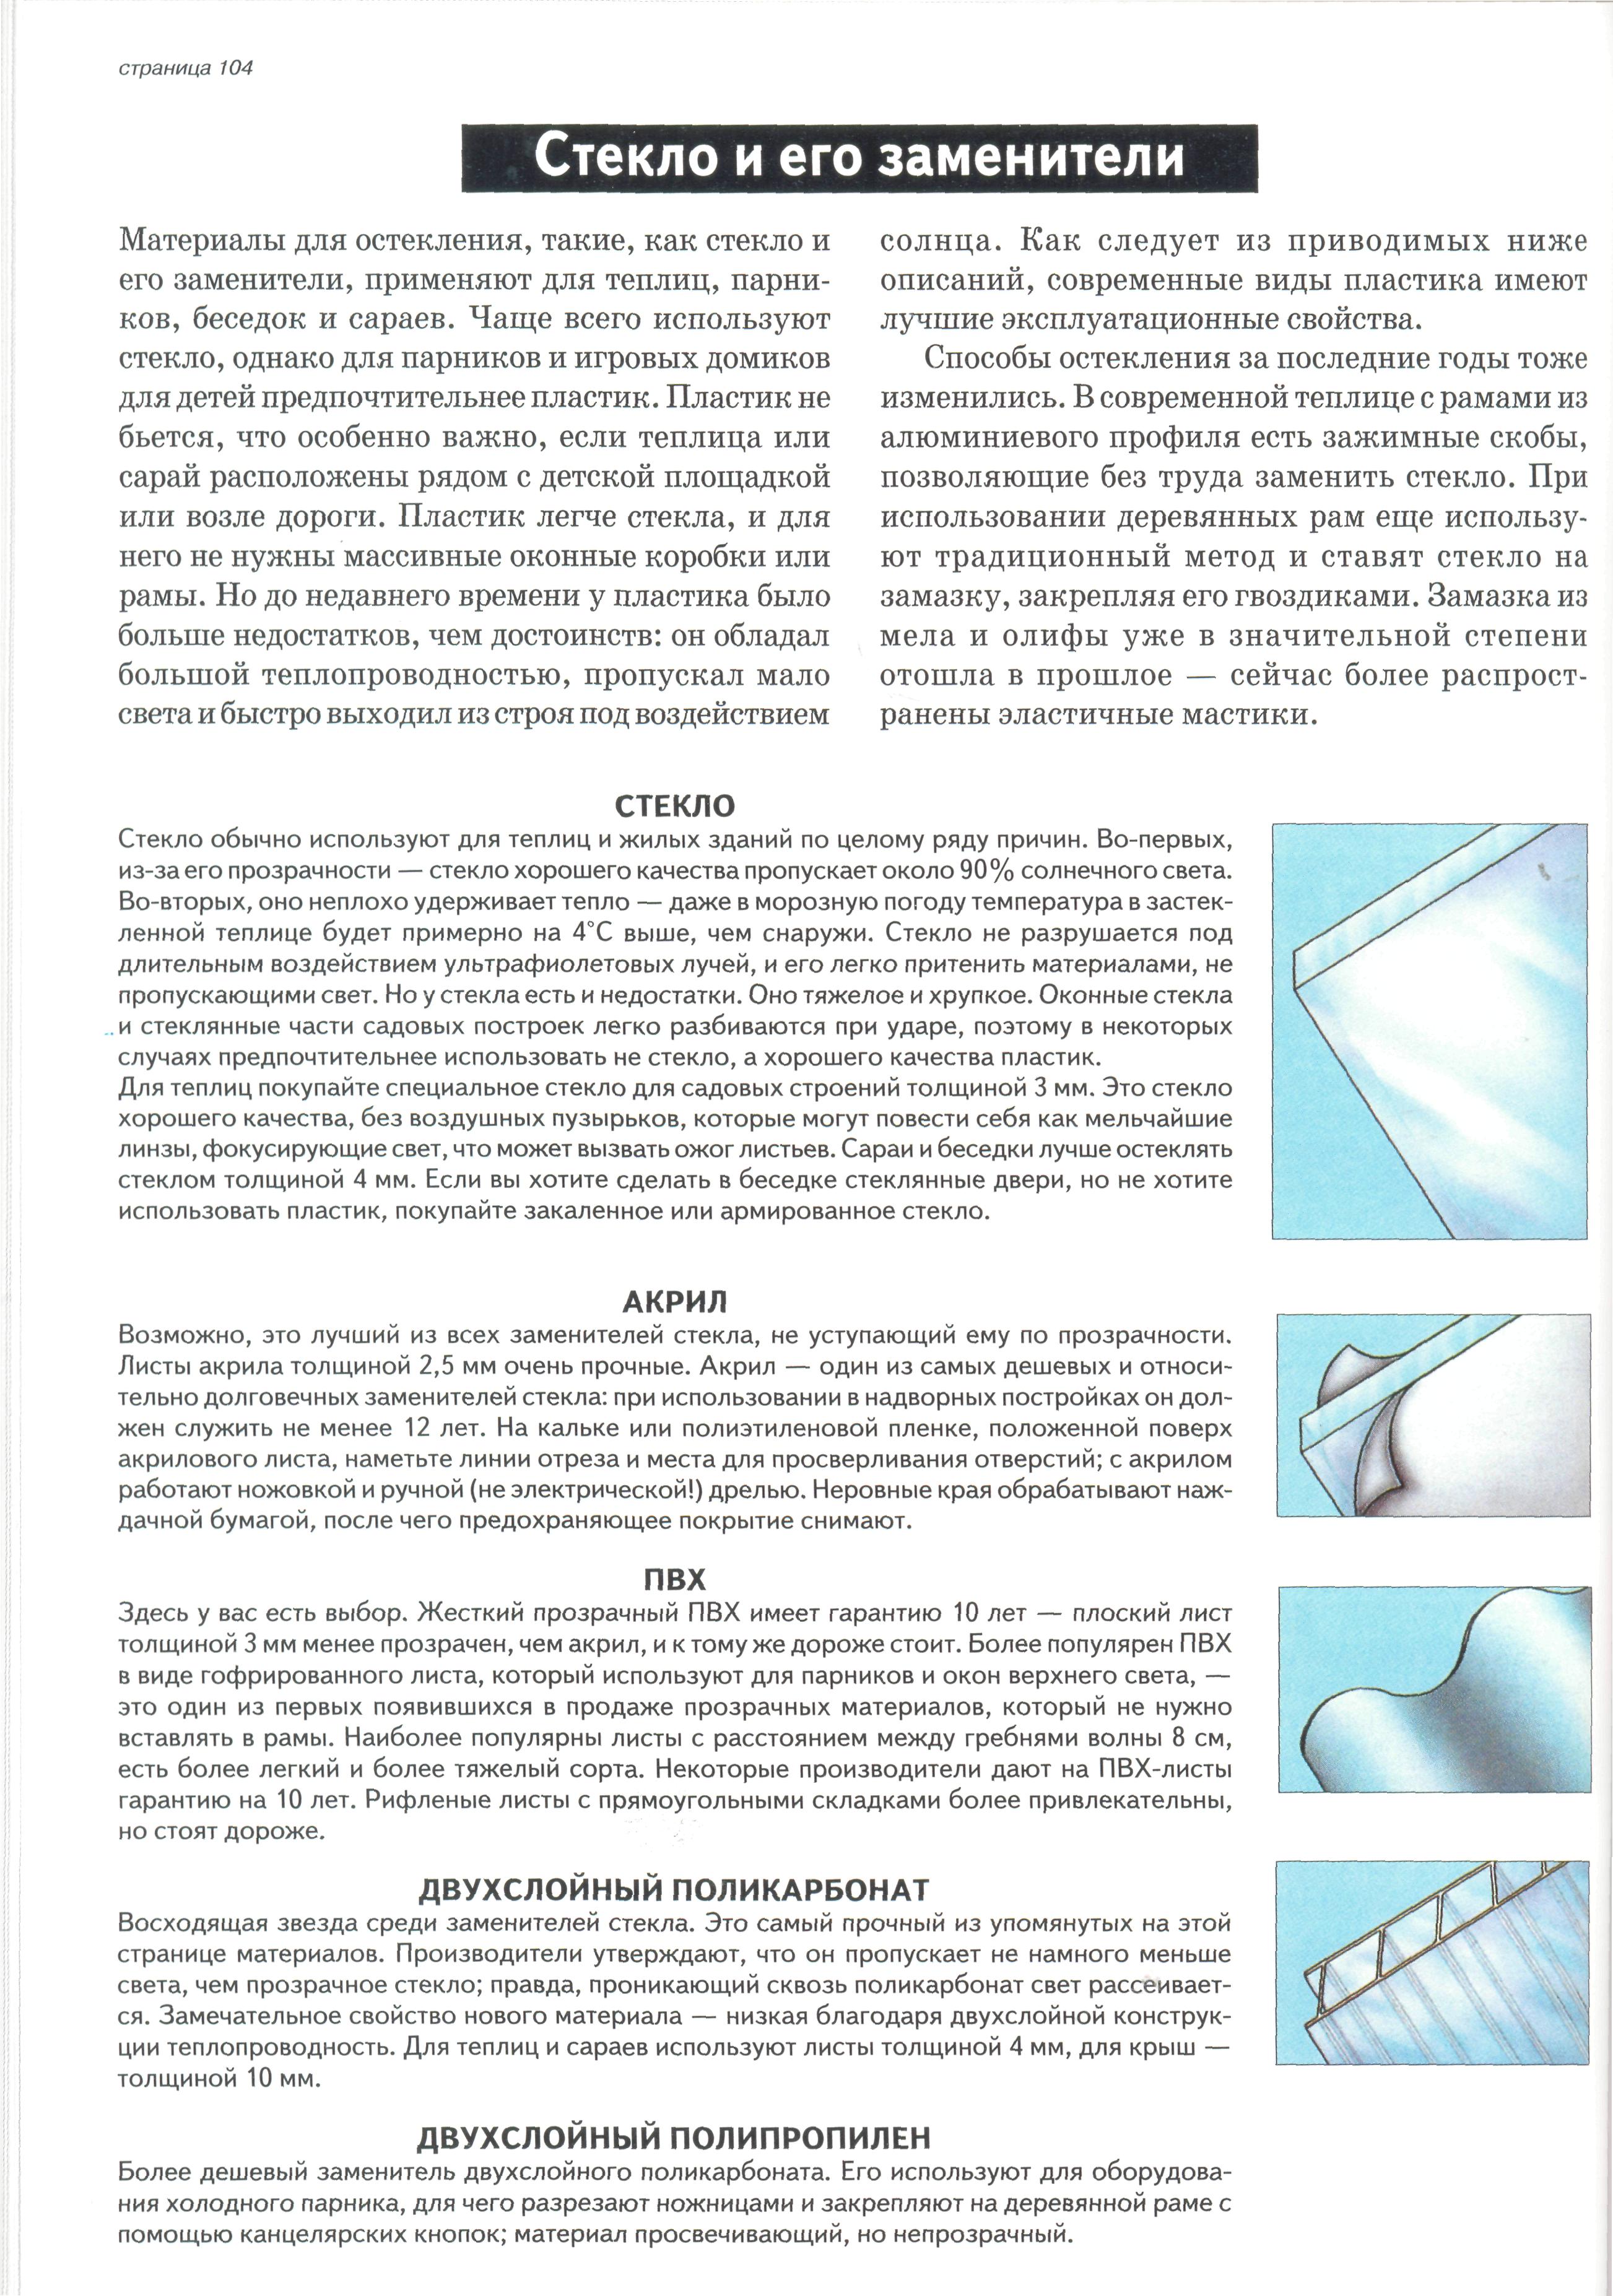 страница 104
Стекло и его заменители
Материалы для остекления, такие, как стекло и
его заменители, применяют для теплиц, парни-
ков, беседок и сараев. Чаще всего используют
стекло, однако для парников и игровых домиков
для детей предпочтительнее пластик. Пластик не
бьется, что особенно важно, если теплица или
сарай расположены рядом с детской площадкой
или возле дороги. Пластик легче стекла, и для
него не нужны массивные оконные коробки или
рамы. Но до недавнего времени у пластика было
больше недостатков, чем достоинств: он обладал
большой теплопроводностью, пропускал мало
света и быстро выходил из строя под воздействием
солнца. Как следует из приводимых ниже
описаний, современные виды пластика имеют
лучшие эксплуатационные свойства.
Способы остекления за последние годы тоже
изменились. В современной теплице с рамами из
алюминиевого профиля есть зажимные скобы,
позволяющие без труда заменить стекло. При
использовании деревянных рам еще использу-
ют традиционный метод и ставят стекло на
замазку, закрепляя его гвоздиками. Замазка из
мела и олифы уже в значительной степени
отошла в прошлое — сейчас более распрост-
ранены эластичные мастики.
СТЕКЛО
Стекло обычно используют для теплиц и жилых зданий по целому ряду причин. Во-первых,
из-за его прозрачности — стекло хорошего качества пропускает около 90% солнечного света.
Во-вторых, оно неплохо удерживает тепло — даже в морозную погоду температура в застек-
ленной теплице будет примерно на 4°С выше, чем снаружи. Стекло не разрушается под
длительным воздействием ультрафиолетовых лучей, и его легко притенить материалами, не
пропускающими свет. Но у стекла есть и недостатки. Оно тяжелое и хрупкое. Оконные стекла
и стеклянные части садовых построек легко разбиваются при ударе, поэтому в некоторых
случаях предпочтительнее использовать не стекло, а хорошего качества пластик.
Для теплиц покупайте специальное стекло для садовых строений толщиной 3 мм. Это стекло
хорошего качества, без воздушных пузырьков, которые могут повести себя как мельчайшие
линзы, фокусирующие свет, что может вызвать ожог листьев. Сараи и беседки лучше остеклять
стеклом толщиной 4 мм. Если вы хотите сделать в беседке стеклянные двери, но не хотите
использовать пластик, покупайте закаленное или армированное стекло.
АКРИЛ
Возможно, это лучший из всех заменителей стекла, не уступающий ему по прозрачности.
Листы акрила толщиной 2,5 мм очень прочные. Акрил — один из самых дешевых и относи-
тельно долговечных заменителей стекла: при использовании в надворных постройках он дол-
жен служить не менее 12 лет. На кальке или полиэтиленовой пленке, положенной поверх
акрилового листа, наметьте линии отреза и места для просверливания отверстий; с акрилом
работают ножовкой и ручной (не электрической!) дрелью. Неровные края обрабатывают наж-
дачной бумагой, после чего предохраняющее покрытие снимают.
ПВХ
Здесь у вас есть выбор. Жесткий прозрачный ПВХ имеет гарантию 10 лет — плоский лист
толщиной 3 мм менее прозрачен, чем акрил, и к тому же дороже стоит. Более популярен ПВХ
в виде гофрированного листа, который используют для парников и окон верхнего света, —
это один из первых появившихся в продаже прозрачных материалов, который не нужно
вставлять в рамы. Наиболее популярны листы с расстоянием между гребнями волны 8 см,
есть более легкий и более тяжелый сорта. Некоторые производители дают на ПВХ-листы
гарантию на 10 лет. Рифленые листы с прямоугольными складками более привлекательны,
но стоят дороже.
ДВУХСЛОЙНЫЙ ПОЛИКАРБОНАТ
Восходящая звезда среди заменителей стекла. Это самый прочный из упомянутых на этой
странице материалов. Производители утверждают, что он пропускает не намного меньше
света, чем прозрачное стекло; правда, проникающий сквозь поликарбонат свет рассеивает-
ся. Замечательное свойство нового материала — низкая благодаря двухслойной конструк-
ции теплопроводность. Для теплиц и сараев используют листы толщиной 4 мм, для крыш —
толщиной 10 мм.
ДВУХСЛОЙНЫЙ ПОЛИПРОПИЛЕН
Более дешевый заменитель двухслойного поликарбоната. Его используют для оборудова-
ния холодного парника, для чего разрезают ножницами и закрепляют на деревянной раме с
помощью канцелярских кнопок; материал просвечивающий, но непрозрачный.